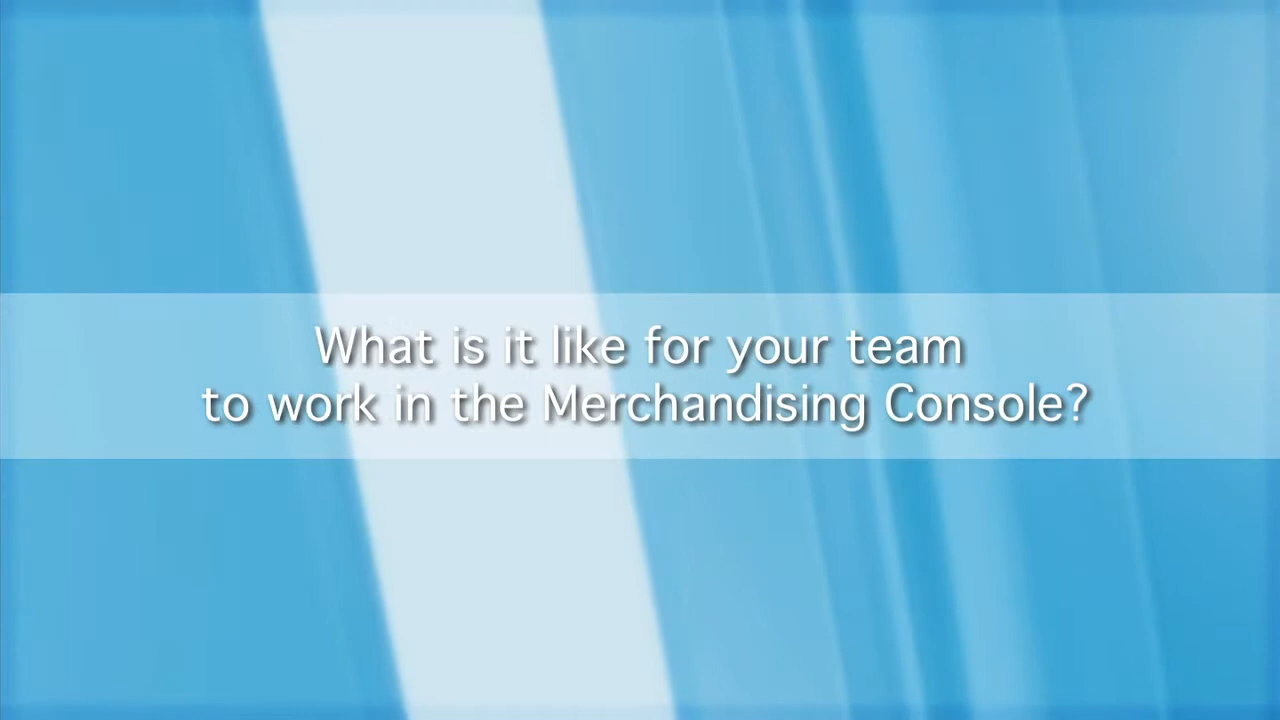 What is it like for your team
to work in the Merchandising Console?